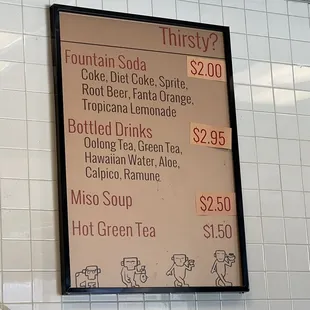 Thirsty?
Fountain Soda $2.00
Coke, Diet Coke, Sprite,
Root Beer, Fanta Orange,
Tropicana Lemonade
Bottled Drinks $2.95
Oolong Tea, Green Tea,
Hawaiian Water, Aloe,
Calpico, Ramune
Miso Soup $2.50
Hot Green Tea $1.50